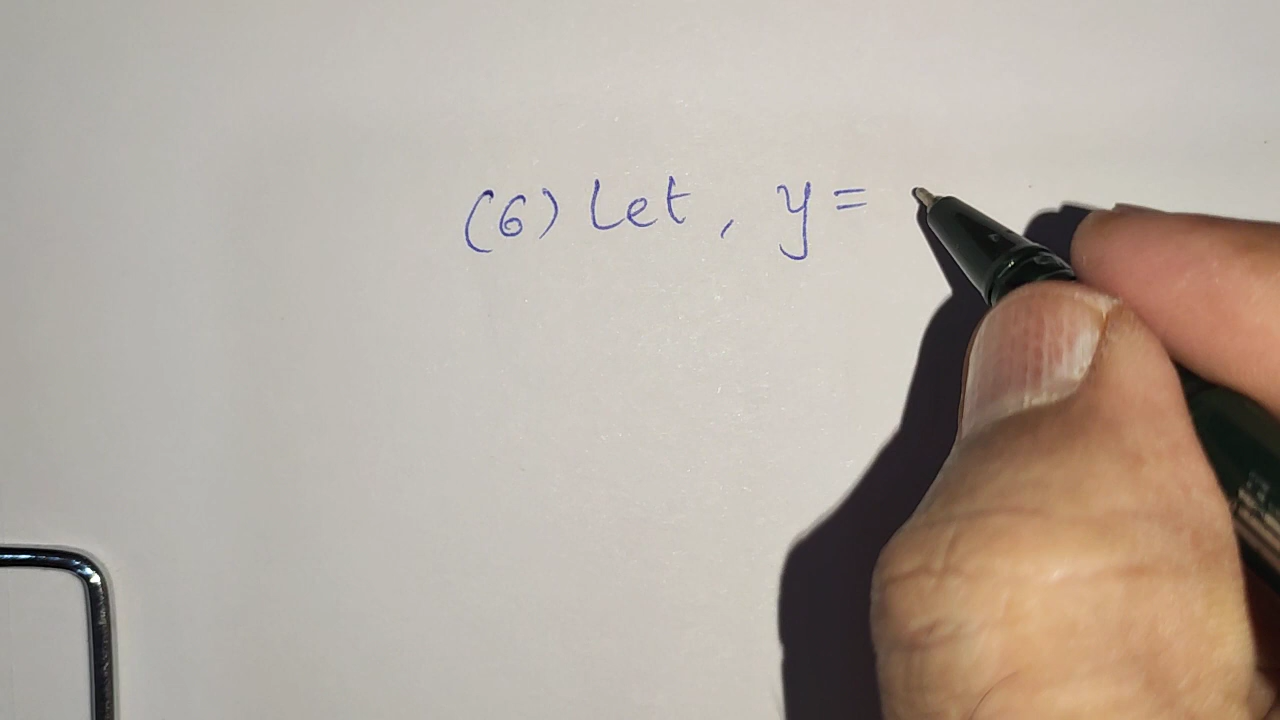 (6) Let, y =